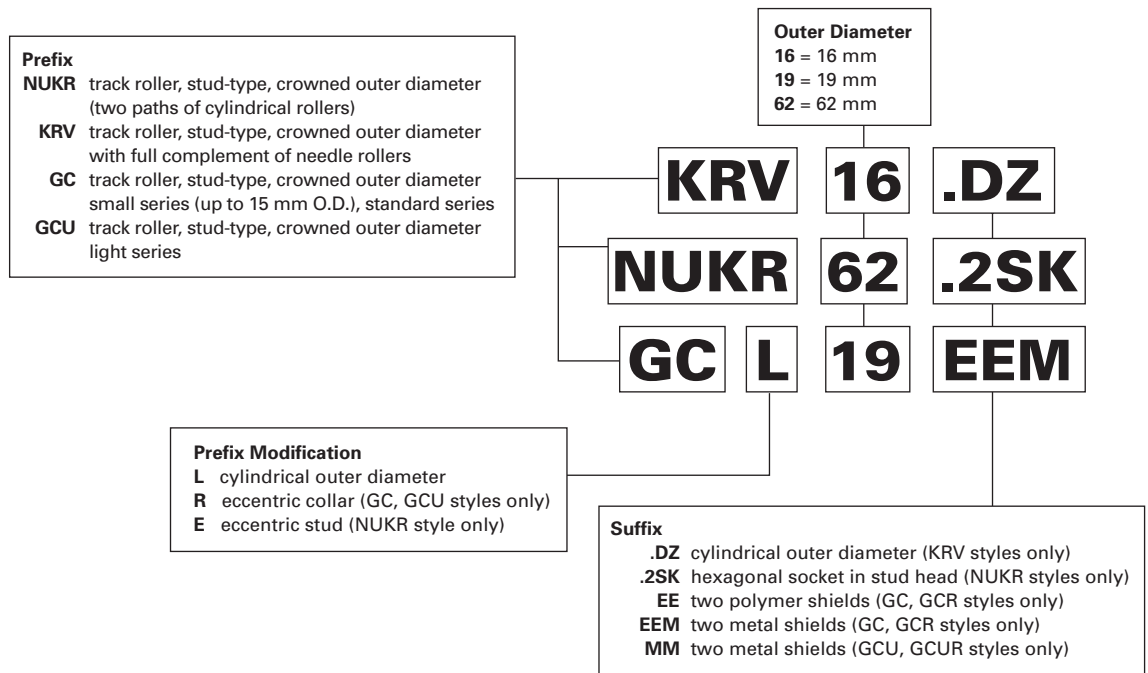 Outer Diameter
16 = 16 mm
19 = 19 mm
62 = 62 mm
Prefix
NUKR track roller, stud-type, crowned outer diameter
(two paths of cylindrical rollers)
KRV track roller, stud-type, crowned outer diameter
with full complement of needle rollers
GC track roller, stud-type, crowned outer diameter
small series (up to 15 mm O.D.), standard series
GCU track roller, stud-type, crowned outer diameter
light series
KRV 16 .DZ
NUKR 62 .2SK
GC L 19 EEM
Prefix Modification
L cylindrical outer diameter
R eccentric collar (GC, GCU styles only)
E eccentric stud (NUKR style only)
Suffix
.DZ cylindrical outer diameter (KRV styles only)
.2SK hexagonal socket in stud head (NUKR styles only)
EE two polymer shields (GC, GCR styles only)
EEM two metal shields (GC, GCR styles only)
MM two metal shields (GCU, GCUR styles only)